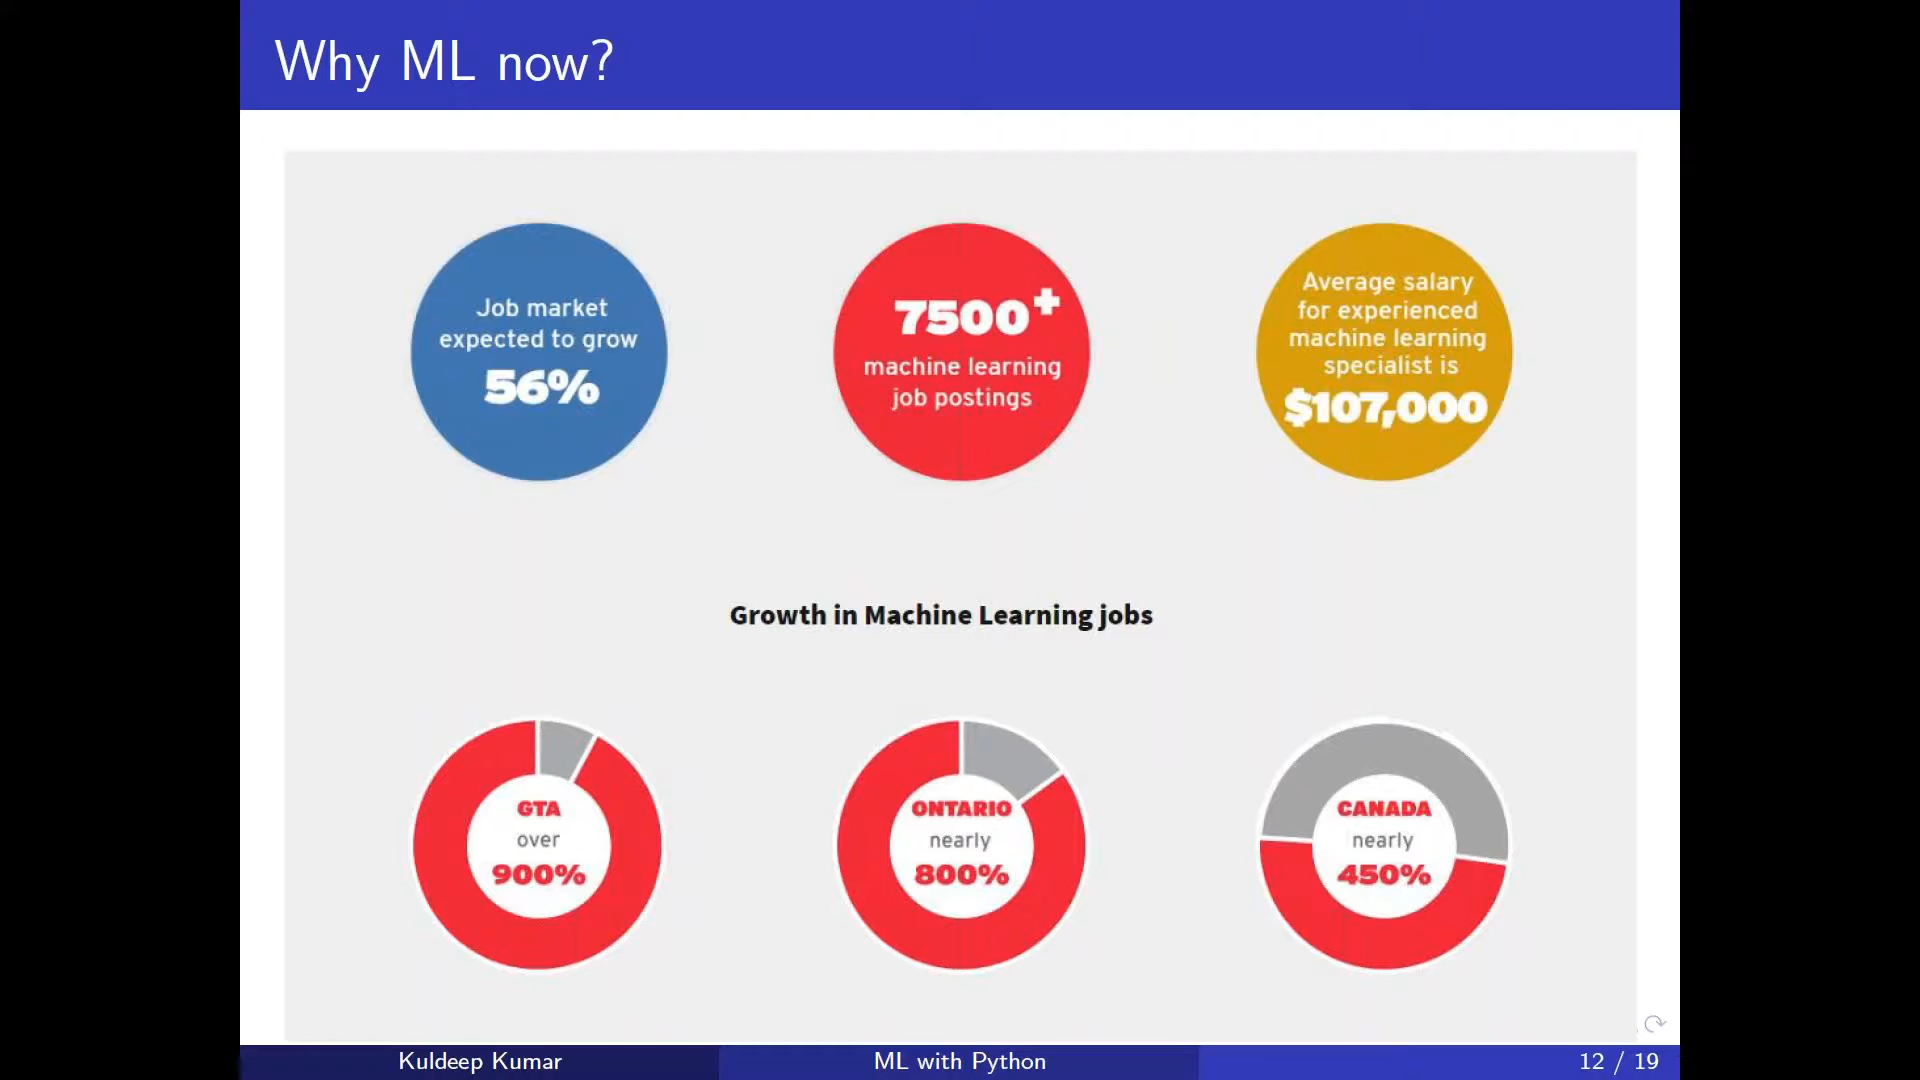 Why ML now?
Job market
expected to grow
56%
7500+
machine learning
job postings
Average salary
for experienced
machine learning
specialist is
$107,000
Growth in Machine Learning jobs
GTA
over
900%
ONTARIO
nearly
800%
CANADA
nearly
450%
Kuldeep Kumar
ML with Python
12 / 19